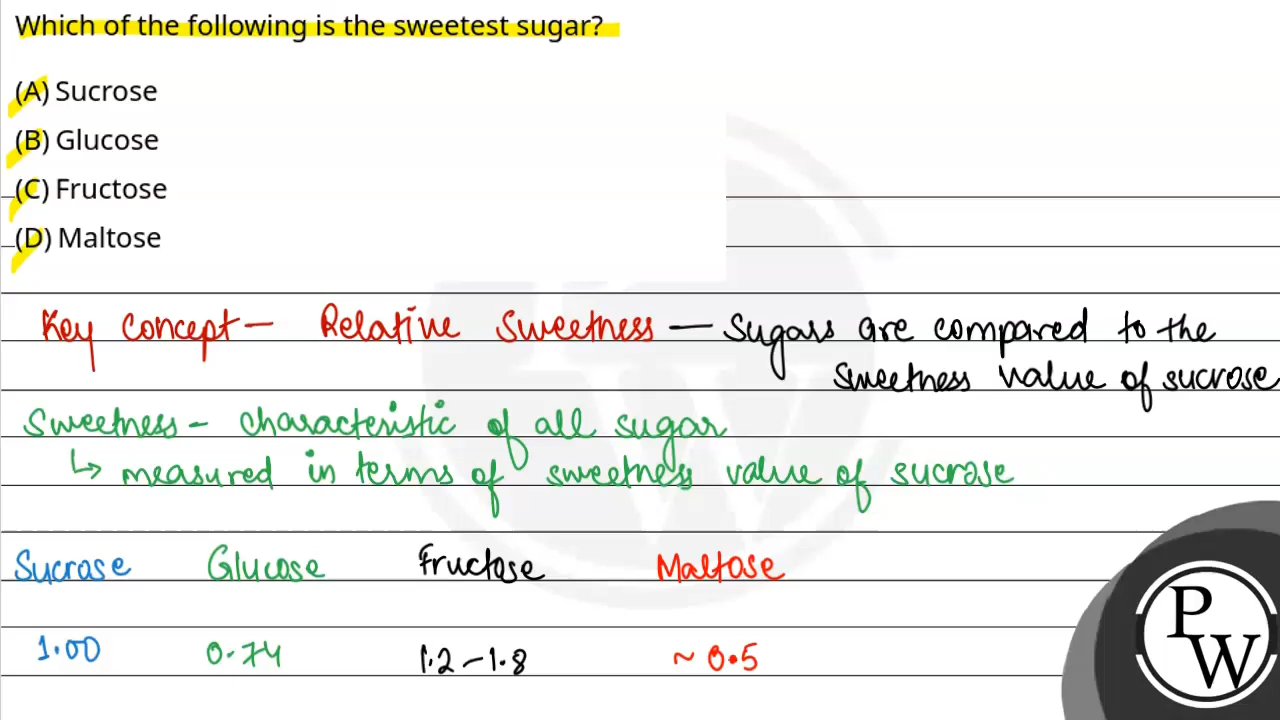 Which of the following is the sweetest sugar?
(A) Sucrose
(B) Glucose
(C) Fructose
(D) Maltose
Key Concept - Relative Sweetness - Sugars are compared to the
sweetness value of sucrose
Sweetness - characteristic of all sugar
↳ measured in terms of sweetness value of sucrose
Sucrose Glucose Fructose Maltose
1.00 0.74 1.2 - 1.8 ~ 0.5
P
W